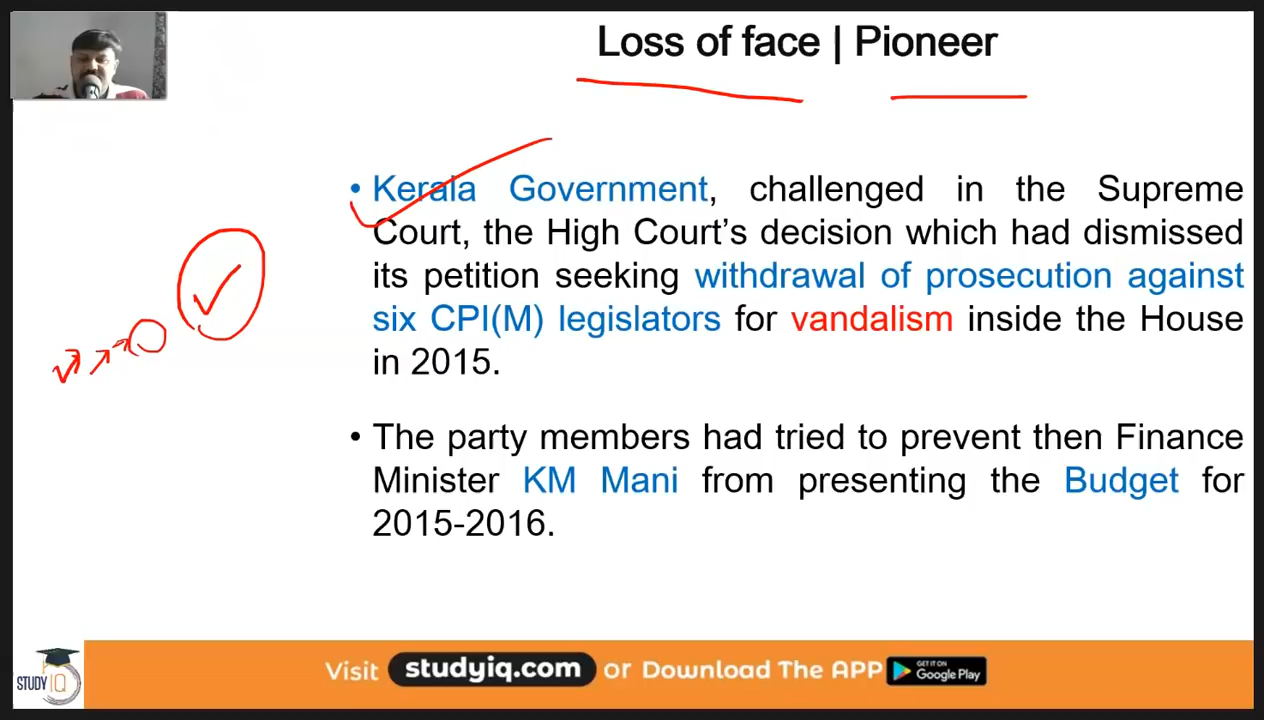 Loss of face | Pioneer
• Kerala Government, challenged in the Supreme
Court, the High Court’s decision which had dismissed
its petition seeking withdrawal of prosecution against
six CPI(M) legislators for vandalism inside the House
in 2015.
• The party members had tried to prevent then Finance
Minister KM Mani from presenting the Budget for
2015-2016.
STUDY IQ
Visit studyiq.com or Download The APP GET IT ON Google Play